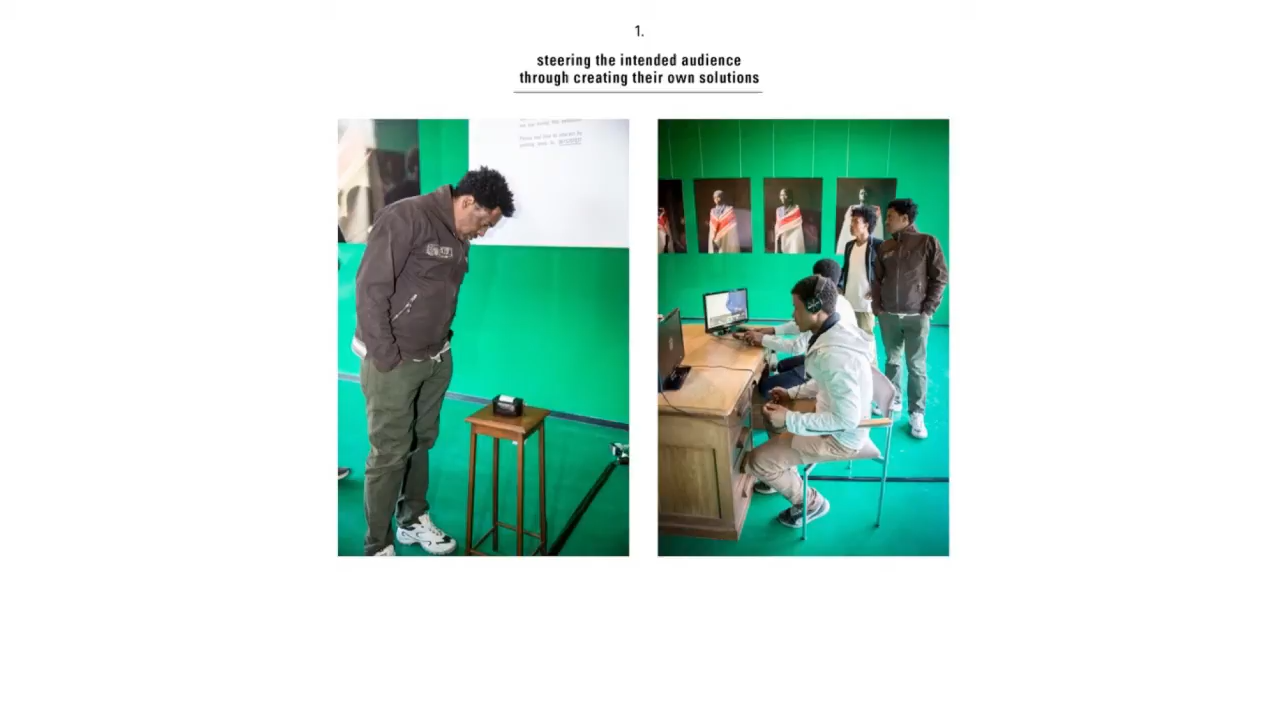 1.
steering the intended audience
through creating their own solutions